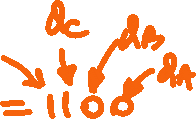 dc dB dA
= 1100